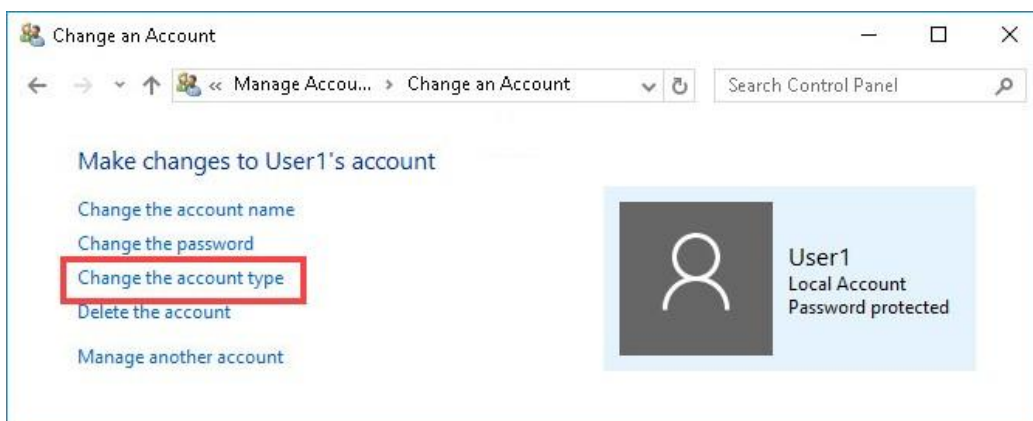 Change an Account
« Manage Accou... › Change an Account
Search Control Panel
Make changes to User1's account
Change the account name
Change the password
Change the account type
Delete the account
Manage another account
User1
Local Account
Password protected